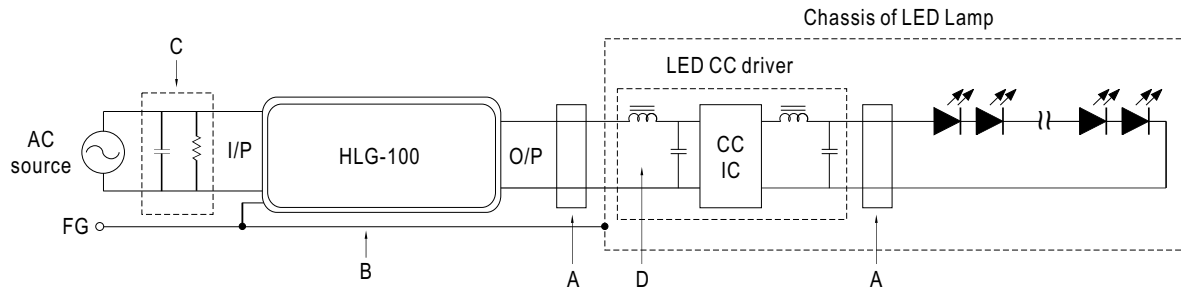 Chassis of LED Lamp
C
LED CC driver
AC
source
I/P
HLG-100
O/P
CC
IC
FG
B
A
D
A